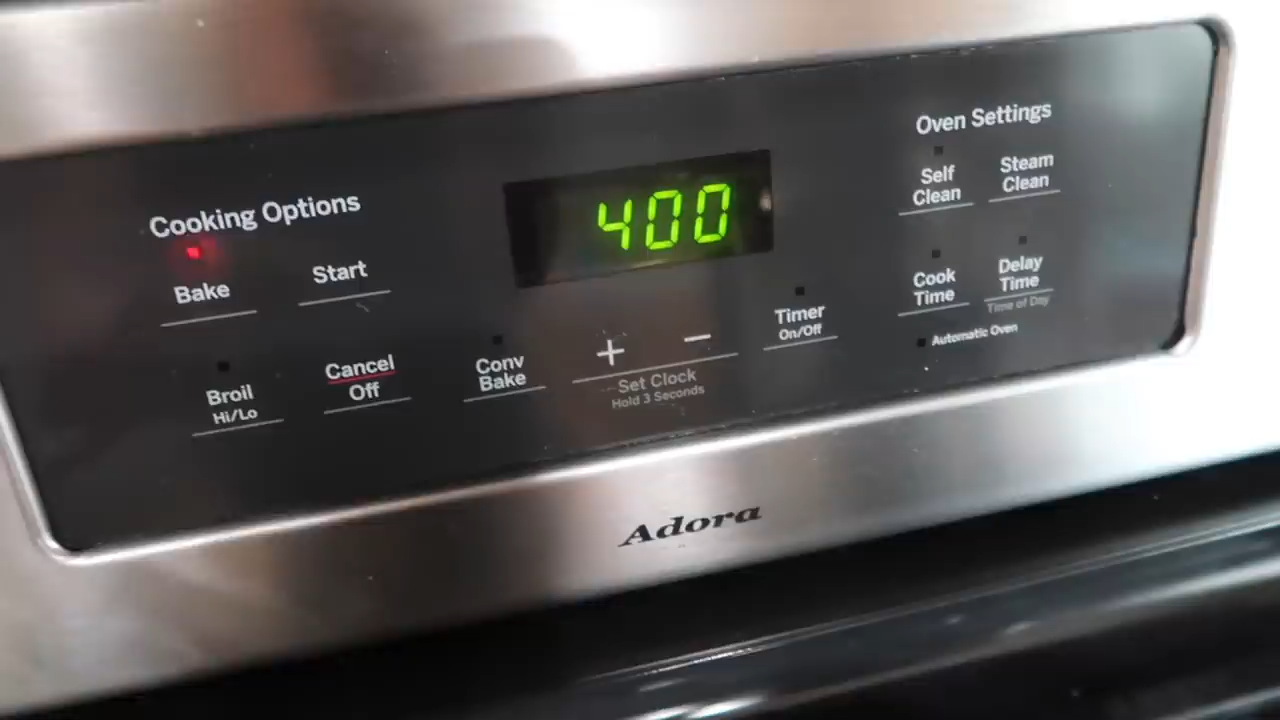 Cooking Options
Bake
Start
Broil
Hi/Lo
Cancel
Off
400
Conv
Bake
+ −
Set Clock
Hold 3 Seconds
Timer
On/Off
Oven Settings
Self
Clean
Steam
Clean
Cook
Time
Delay
Time
Time of Day
Automatic Oven
Adora